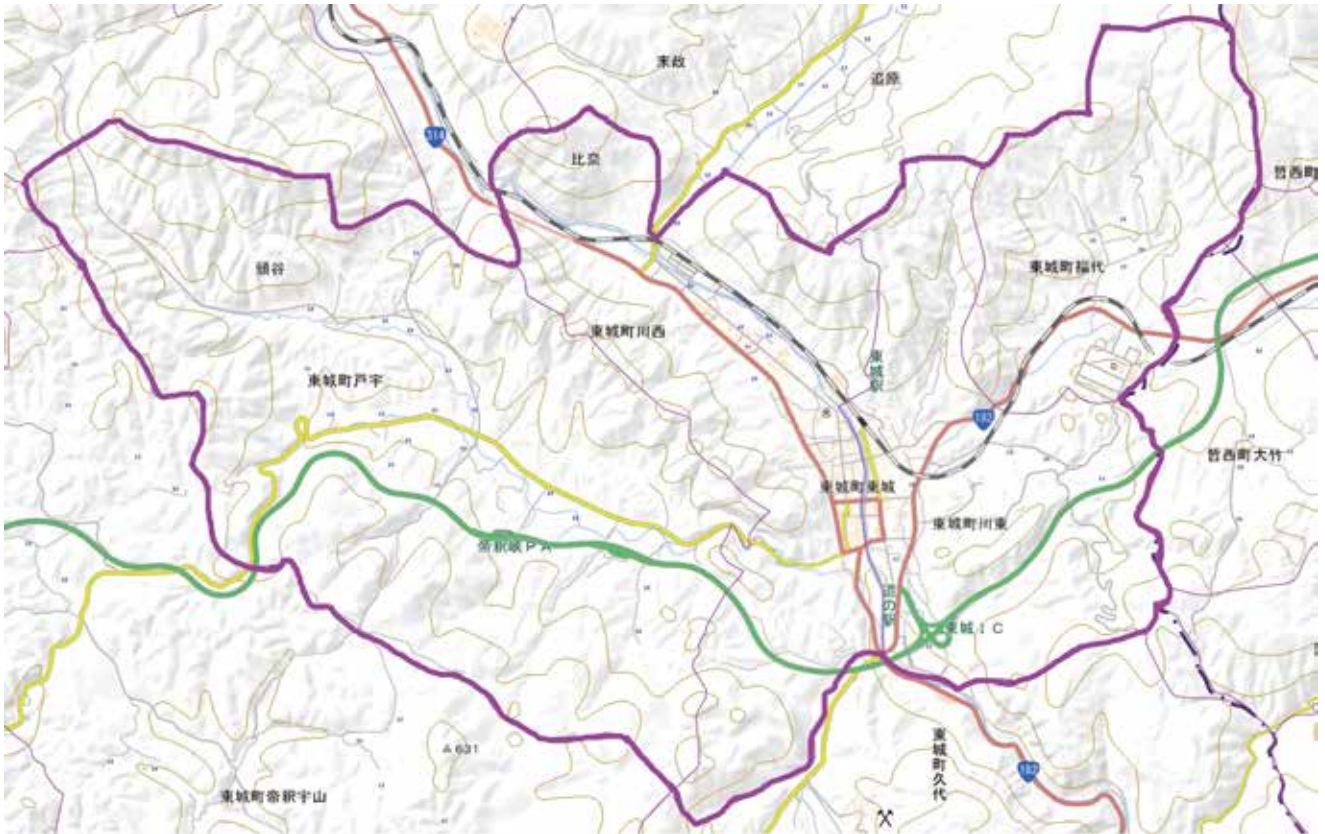 末政
追原
314
比奈
哲西町
頭谷
東城町福代
東城町川西
東城駅
東城町戸宇
182
哲西町大竹
東城町東城
東城町川東
帝釈峡PA
道の駅
東城IC
631
東城町久代
182
東城町帝釈宇山